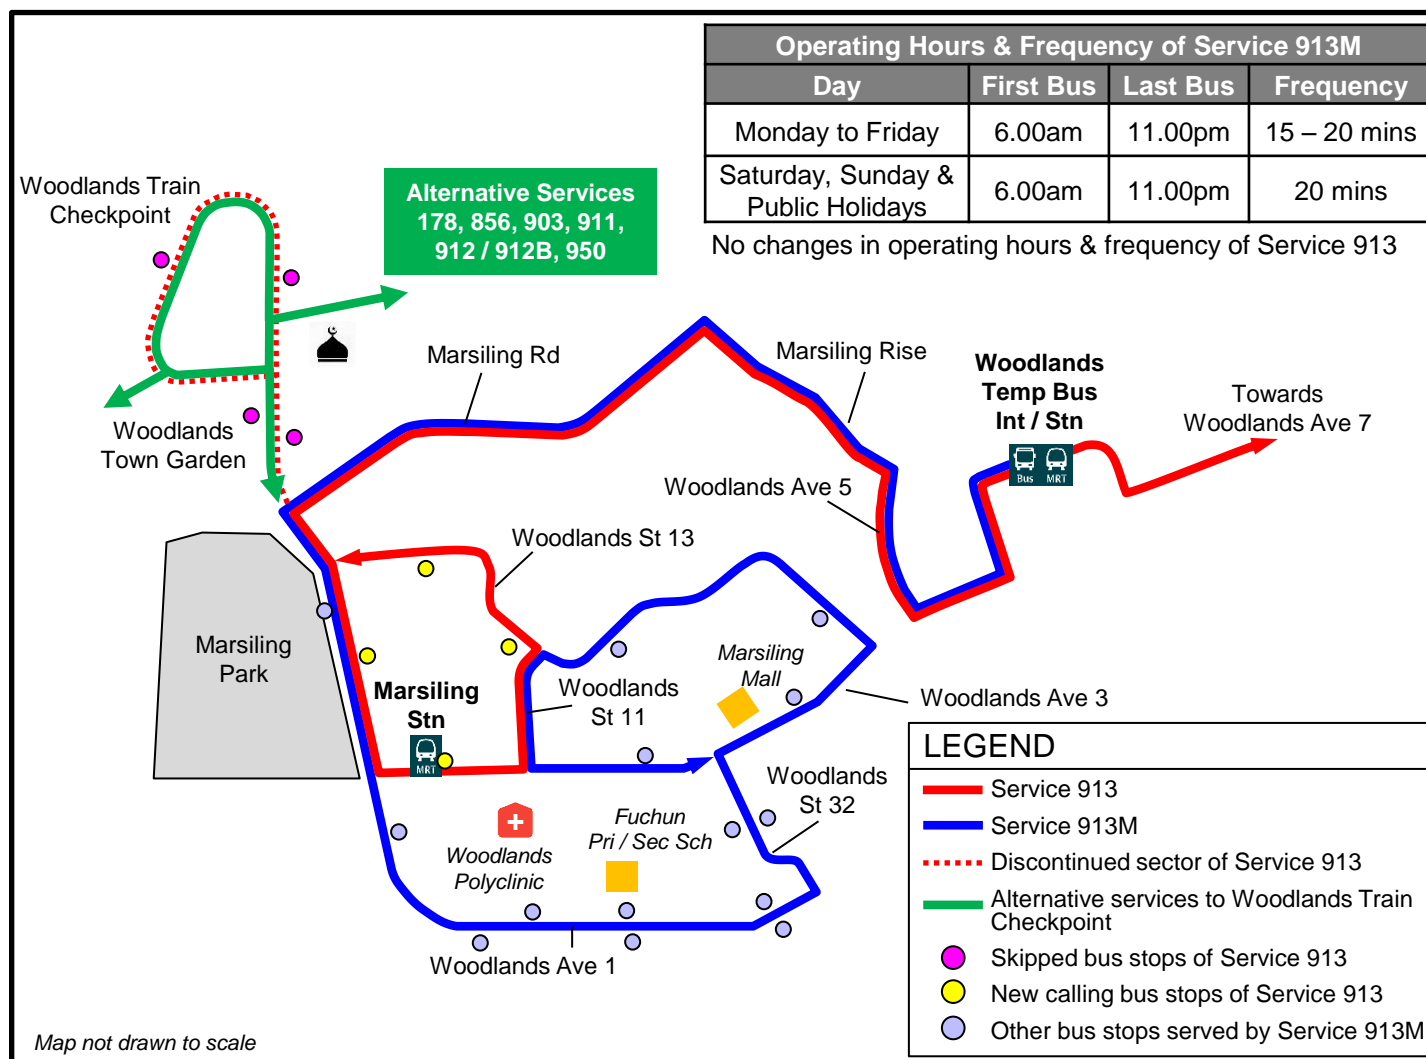 Operating Hours & Frequency of Service 913M
Day First Bus Last Bus Frequency
Monday to Friday 6.00am 11.00pm 15 – 20 mins
Saturday, Sunday &
Public Holidays 6.00am 11.00pm 20 mins
No changes in operating hours & frequency of Service 913
Woodlands Train
Checkpoint
Alternative Services
178, 856, 903, 911,
912 / 912B, 950
Marsiling Rd
Marsiling Rise
Woodlands
Temp Bus
Int / Stn
Bus MRT
Towards
Woodlands Ave 7
Woodlands
Town Garden
Woodlands Ave 5
Woodlands St 13
Marsiling
Park
Marsiling
Stn
MRT
Woodlands
St 11
Marsiling
Mall
Woodlands Ave 3
Woodlands
St 32
Woodlands
Polyclinic
Fuchun
Pri / Sec Sch
Woodlands Ave 1
LEGEND
Service 913
Service 913M
Discontinued sector of Service 913
Alternative services to Woodlands Train
Checkpoint
Skipped bus stops of Service 913
New calling bus stops of Service 913
Other bus stops served by Service 913M
Map not drawn to scale